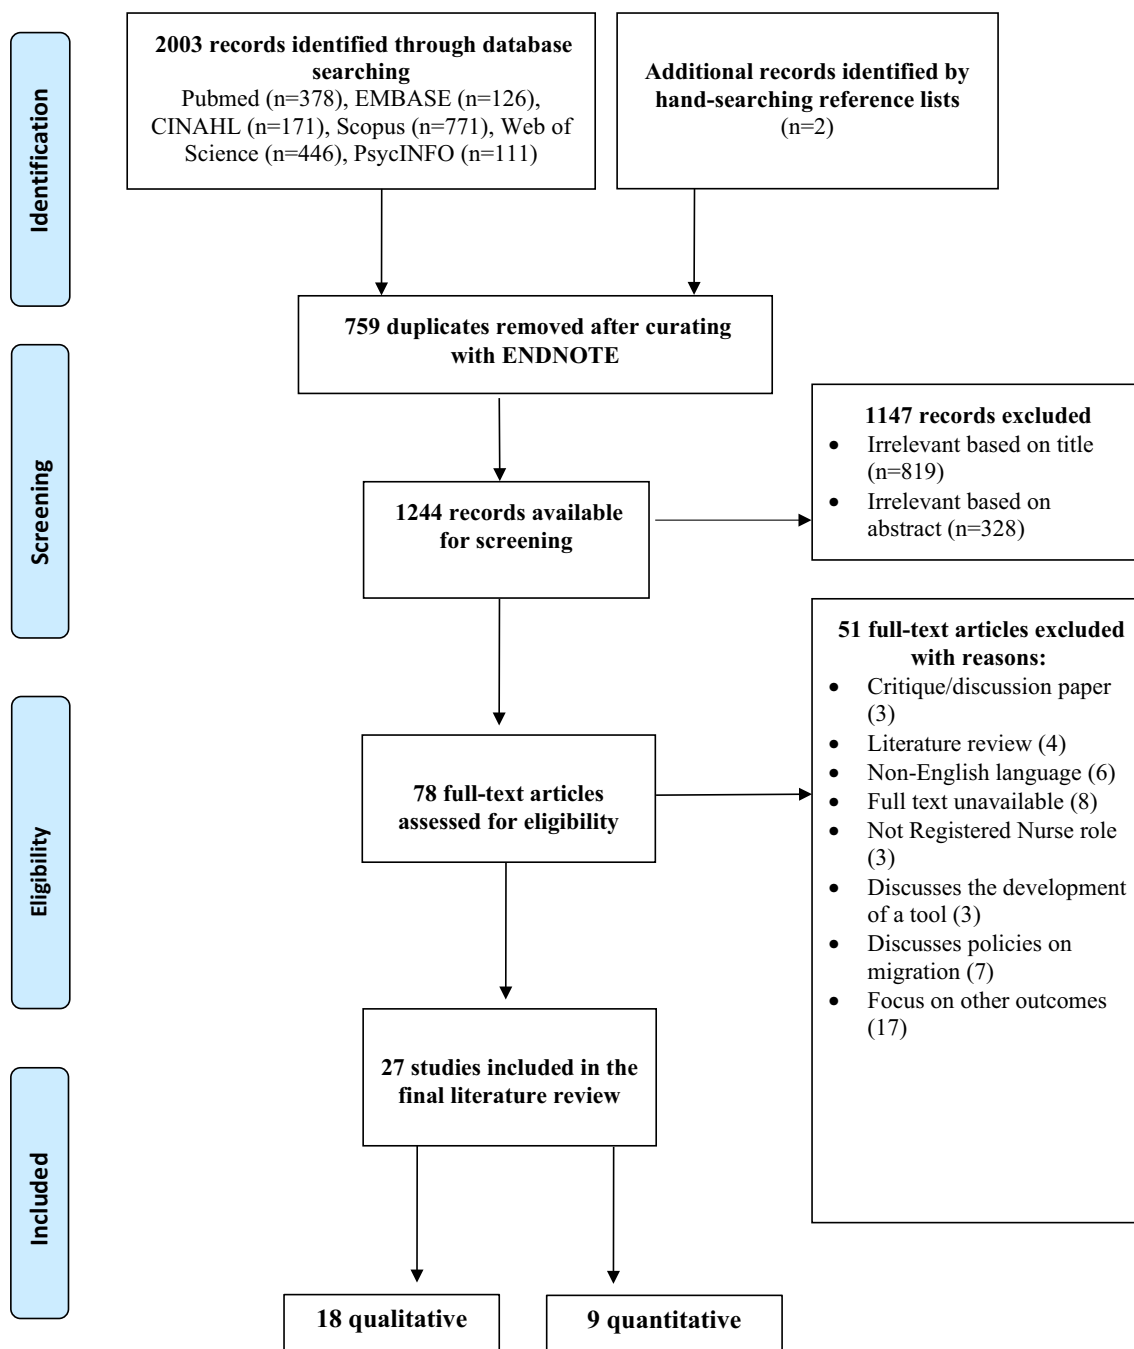 Identification
2003 records identified through database
searching
Pubmed (n=378), EMBASE (n=126),
CINAHL (n=171), Scopus (n=771), Web of
Science (n=446), PsycINFO (n=111)
Additional records identified by
hand-searching reference lists
(n=2)
759 duplicates removed after curating
with ENDNOTE
Screening
1244 records available
for screening
1147 records excluded
• Irrelevant based on title
(n=819)
• Irrelevant based on
abstract (n=328)
Eligibility
78 full-text articles
assessed for eligibility
51 full-text articles excluded
with reasons:
• Critique/discussion paper
(3)
• Literature review (4)
• Non-English language (6)
• Full text unavailable (8)
• Not Registered Nurse role
(3)
• Discusses the development
of a tool (3)
• Discusses policies on
migration (7)
• Focus on other outcomes
(17)
Included
27 studies included in the
final literature review
18 qualitative
9 quantitative